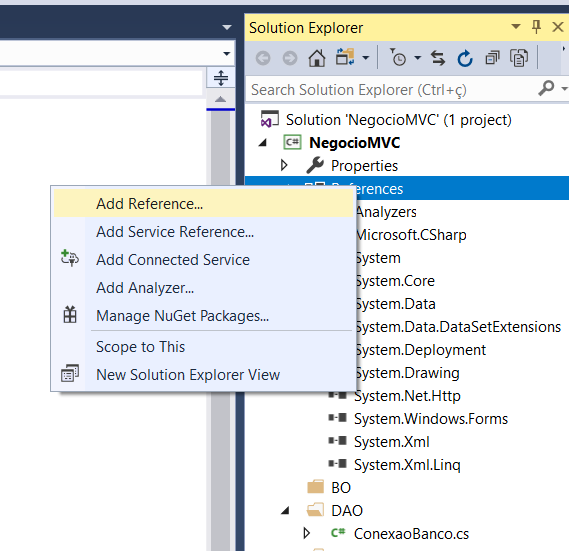 Solution Explorer
Search Solution Explorer (Ctrl+ç)
Solution 'NegocioMVC' (1 project)
C# NegocioMVC
Properties
References
Analyzers
Microsoft.CSharp
System
System.Core
System.Data
System.Data.DataSetExtensions
System.Deployment
System.Drawing
System.Net.Http
System.Windows.Forms
System.Xml
System.Xml.Linq
BO
DAO
C# ConexaoBanco.cs
Add Reference...
Add Service Reference...
Add Connected Service
Add Analyzer...
Manage NuGet Packages...
Scope to This
New Solution Explorer View